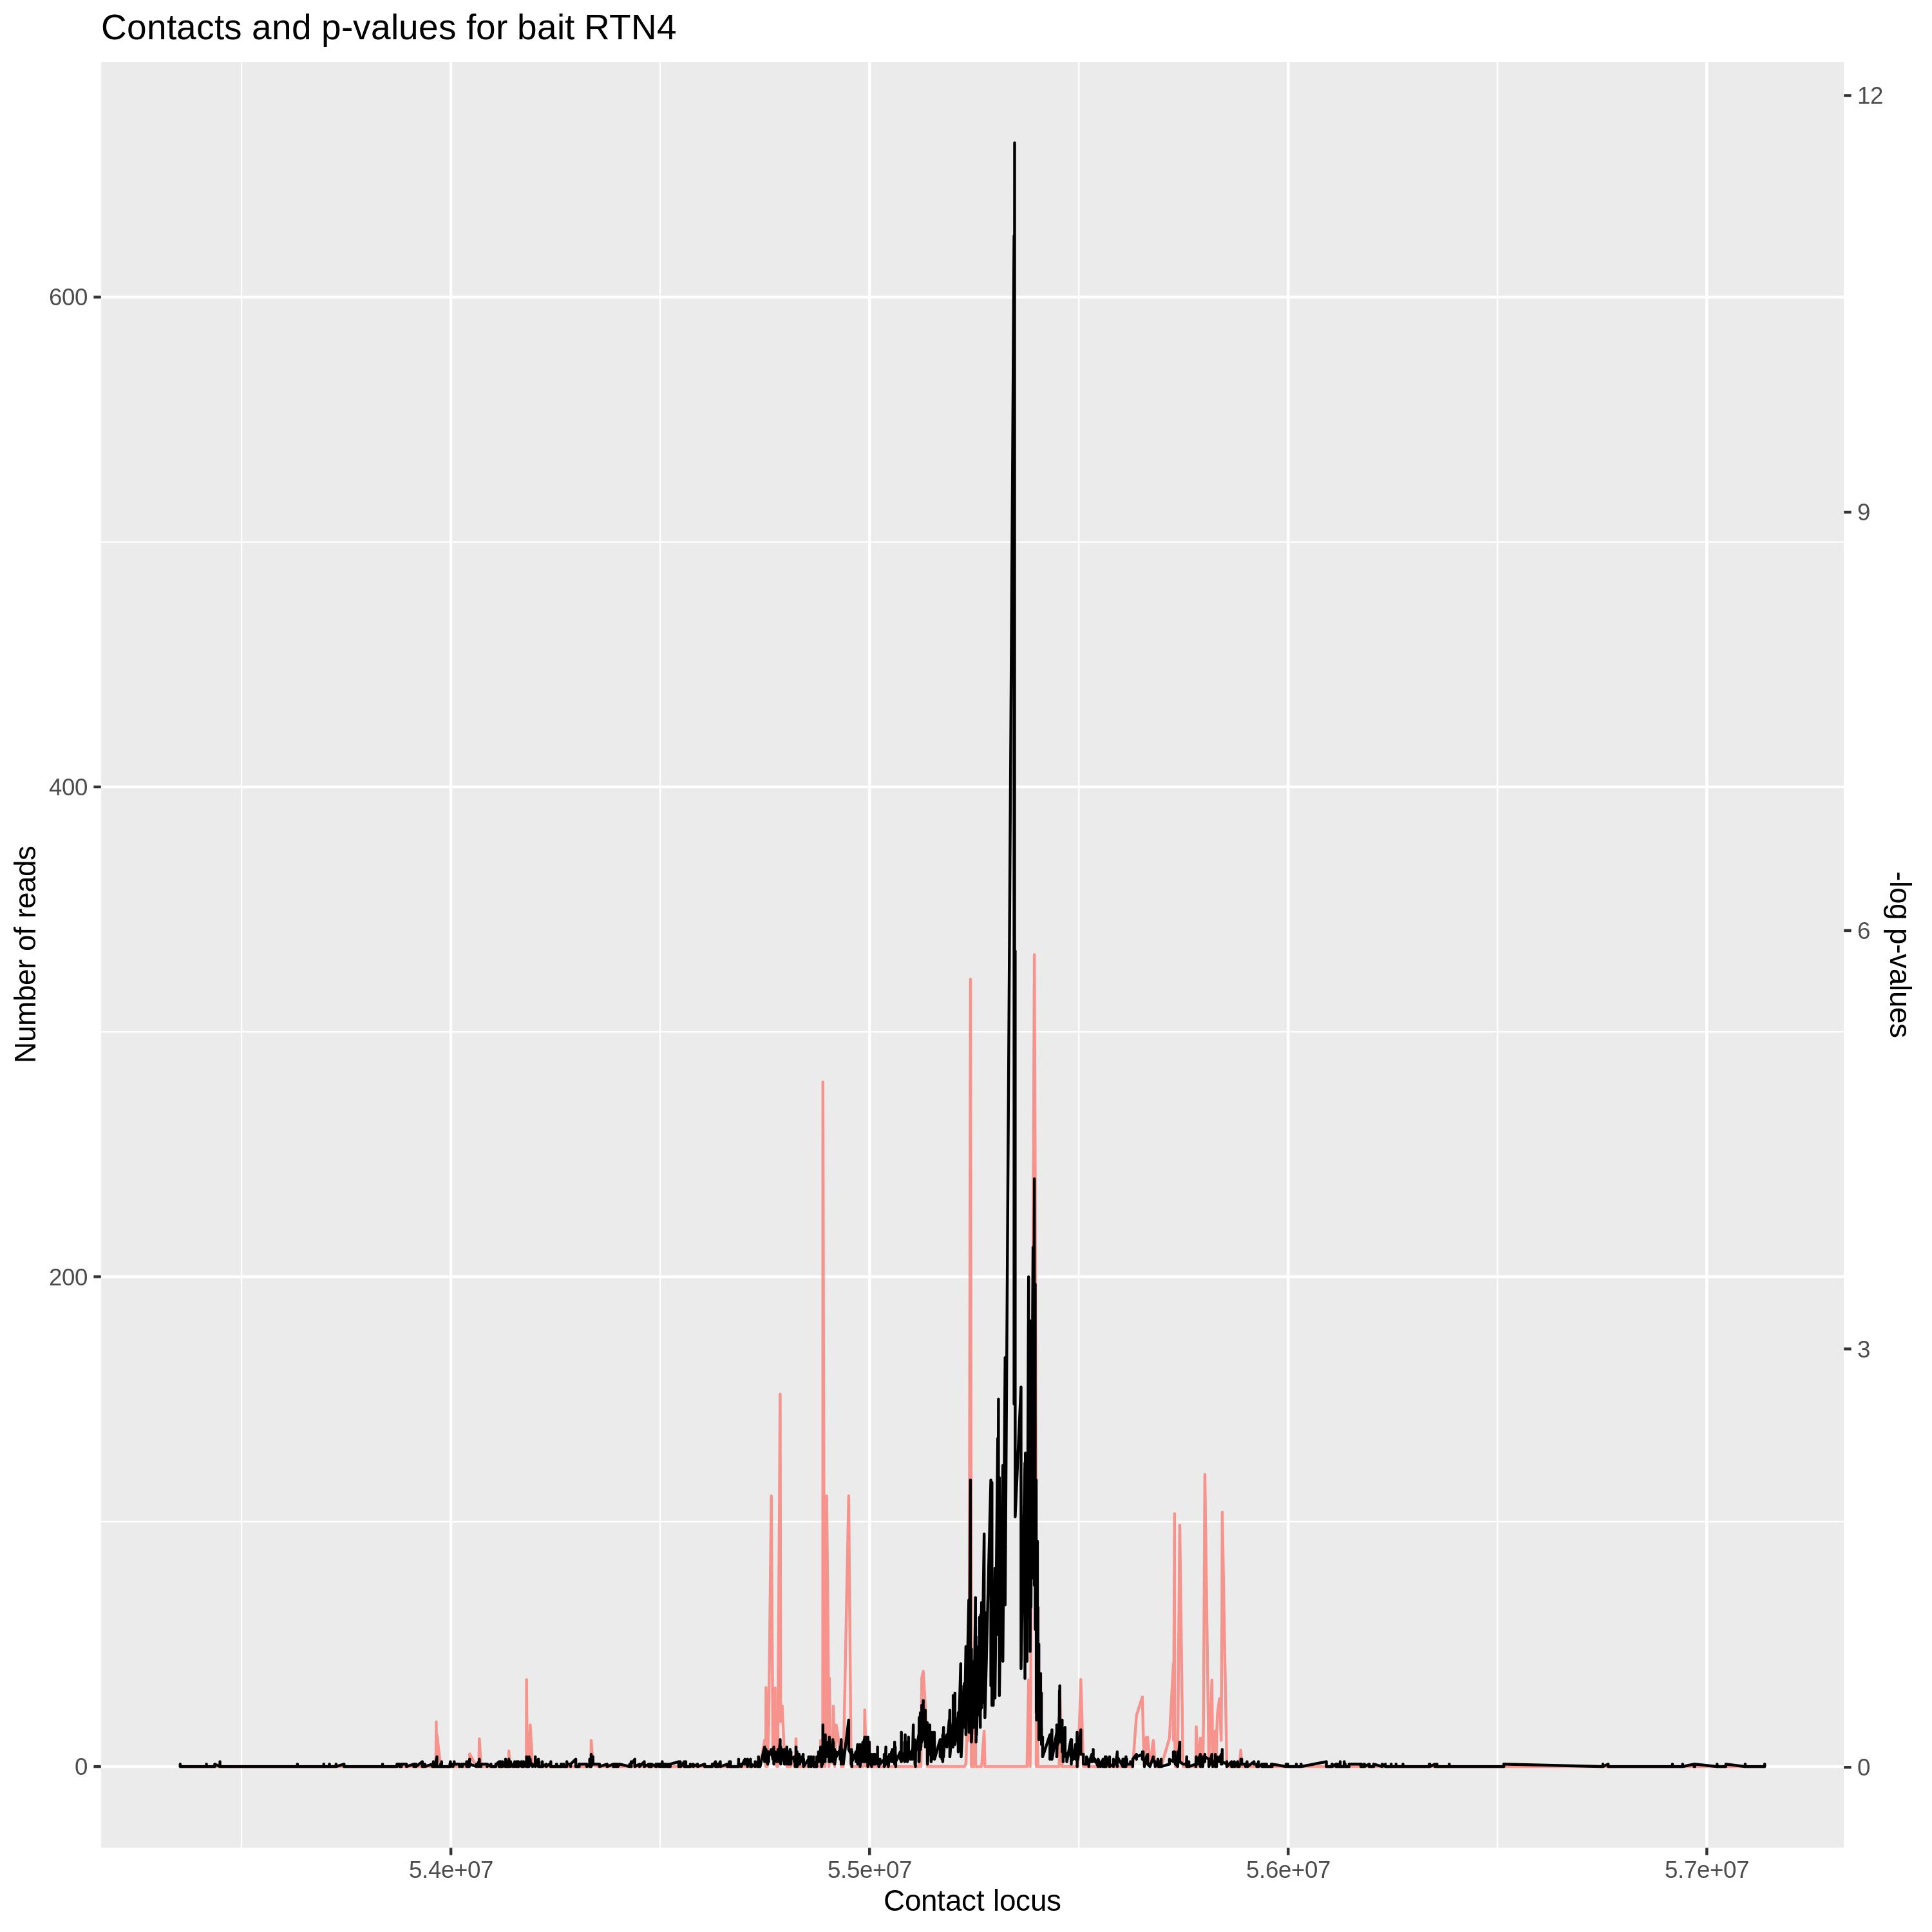 Contacts and p-values for bait RTN4
12
600
9
400
6
Number of reads
-log p-values
200
3
0
0
5.4e+07 5.5e+07 5.6e+07 5.7e+07
Contact locus